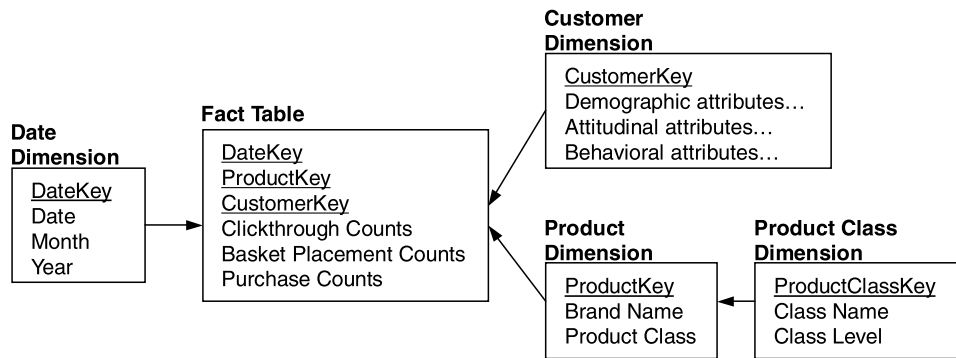 Date
Dimension
DateKey
Date
Month
Year
Fact Table
DateKey
ProductKey
CustomerKey
Clickthrough Counts
Basket Placement Counts
Purchase Counts
Customer
Dimension
CustomerKey
Demographic attributes…
Attitudinal attributes…
Behavioral attributes…
Product
Dimension
ProductKey
Brand Name
Product Class
Product Class
Dimension
ProductClassKey
Class Name
Class Level